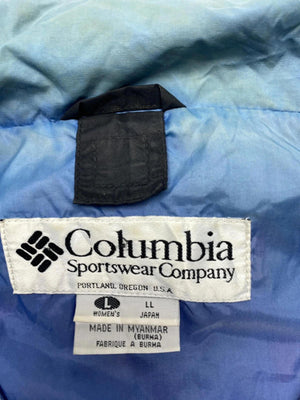 Columbia
Sportswear Company
PORTLAND, OREGON U.S.A.
L LL
WOMEN'S JAPAN
MADE IN MYANMAR
(BURMA)
FABRIQUE A BURMA